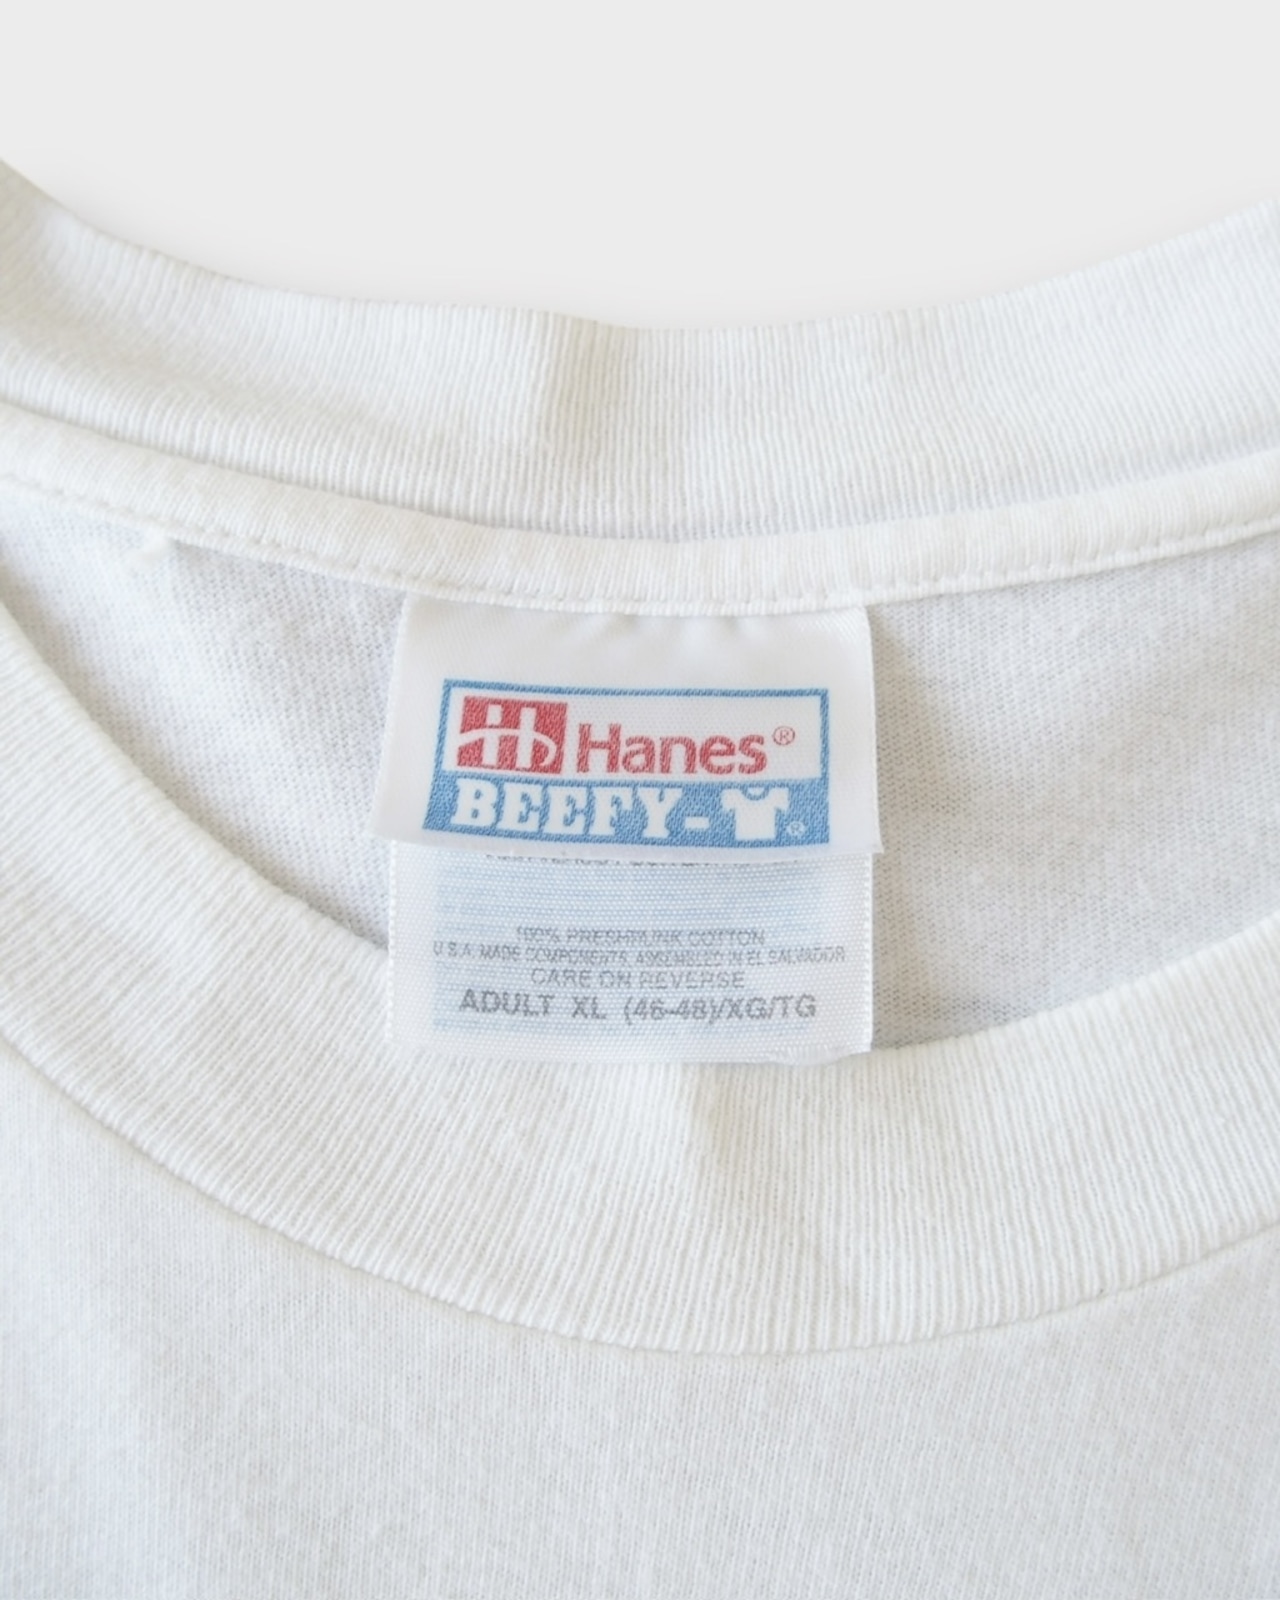 Hanes®
BEEFY-T®
100% PRESHRUNK COTTON
U.S.A. MADE COMPONENTS, ASSEMBLED IN EL SALVADOR
CARE ON REVERSE
ADULT XL (46-48)/XG/TG